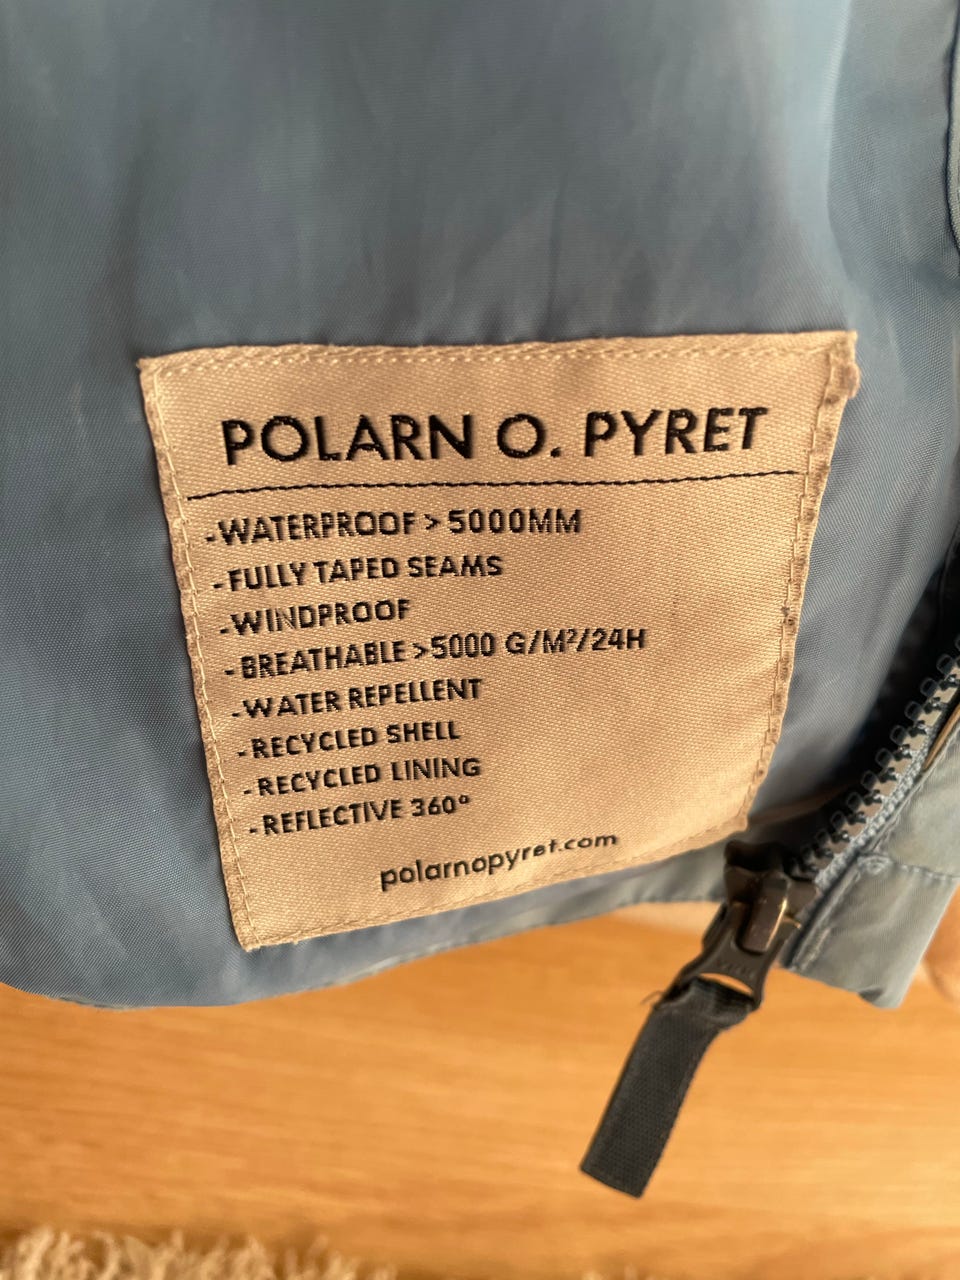 POLARN O. PYRET
-WATERPROOF > 5000MM
-FULLY TAPED SEAMS
-WINDPROOF
-BREATHABLE >5000 G/M²/24H
-WATER REPELLENT
-RECYCLED SHELL
-RECYCLED LINING
-REFLECTIVE 360°
polarnopyret.com